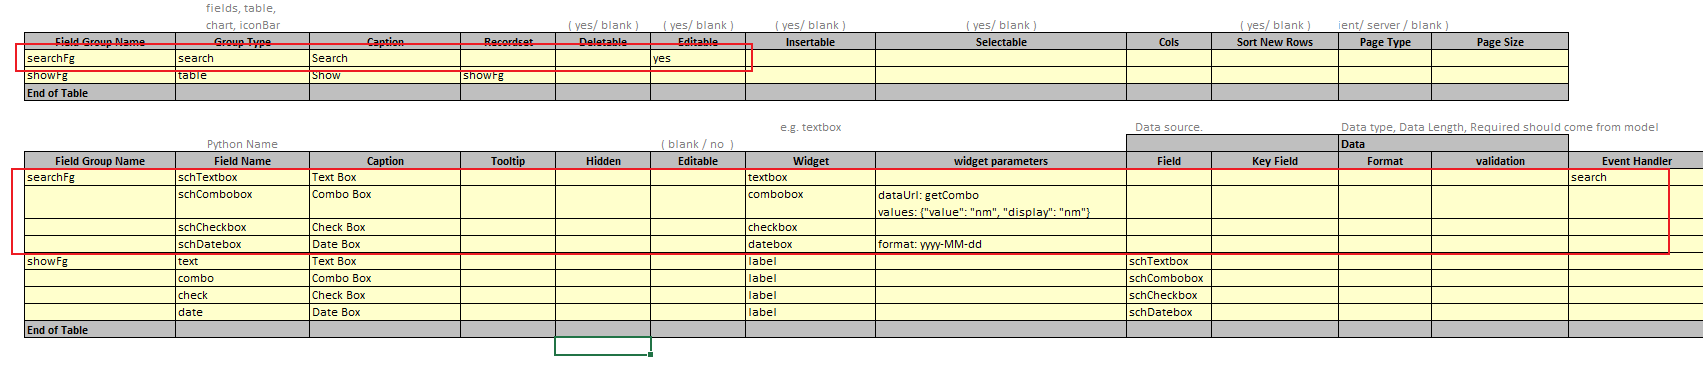 fields, table,
chart, iconBar ( yes/ blank ) ( yes/ blank ) ( yes/ blank ) ( yes/ blank ) ( yes/ blank ) ient/ server / blank )
Field Group Name Group Type Caption Recordset Deletable Editable Insertable Selectable Cols Sort New Rows Page Type Page Size
searchFg search Search yes
showFg table Show showFg
End of Table
e.g. textbox Data source. Data type, Data Length, Required should come from model
Python Name ( blank / no ) Data
Field Group Name Field Name Caption Tooltip Hidden Editable Widget widget parameters Field Key Field Format validation Event Handler
searchFg schTextbox Text Box textbox search
schCombobox Combo Box combobox dataUrl: getCombo
values: {"value": "nm", "display": "nm"}
schCheckbox Check Box checkbox
schDatebox Date Box datebox format: yyyy-MM-dd
showFg text Text Box label schTextbox
combo Combo Box label schCombobox
check Check Box label schCheckbox
date Date Box label schDatebox
End of Table